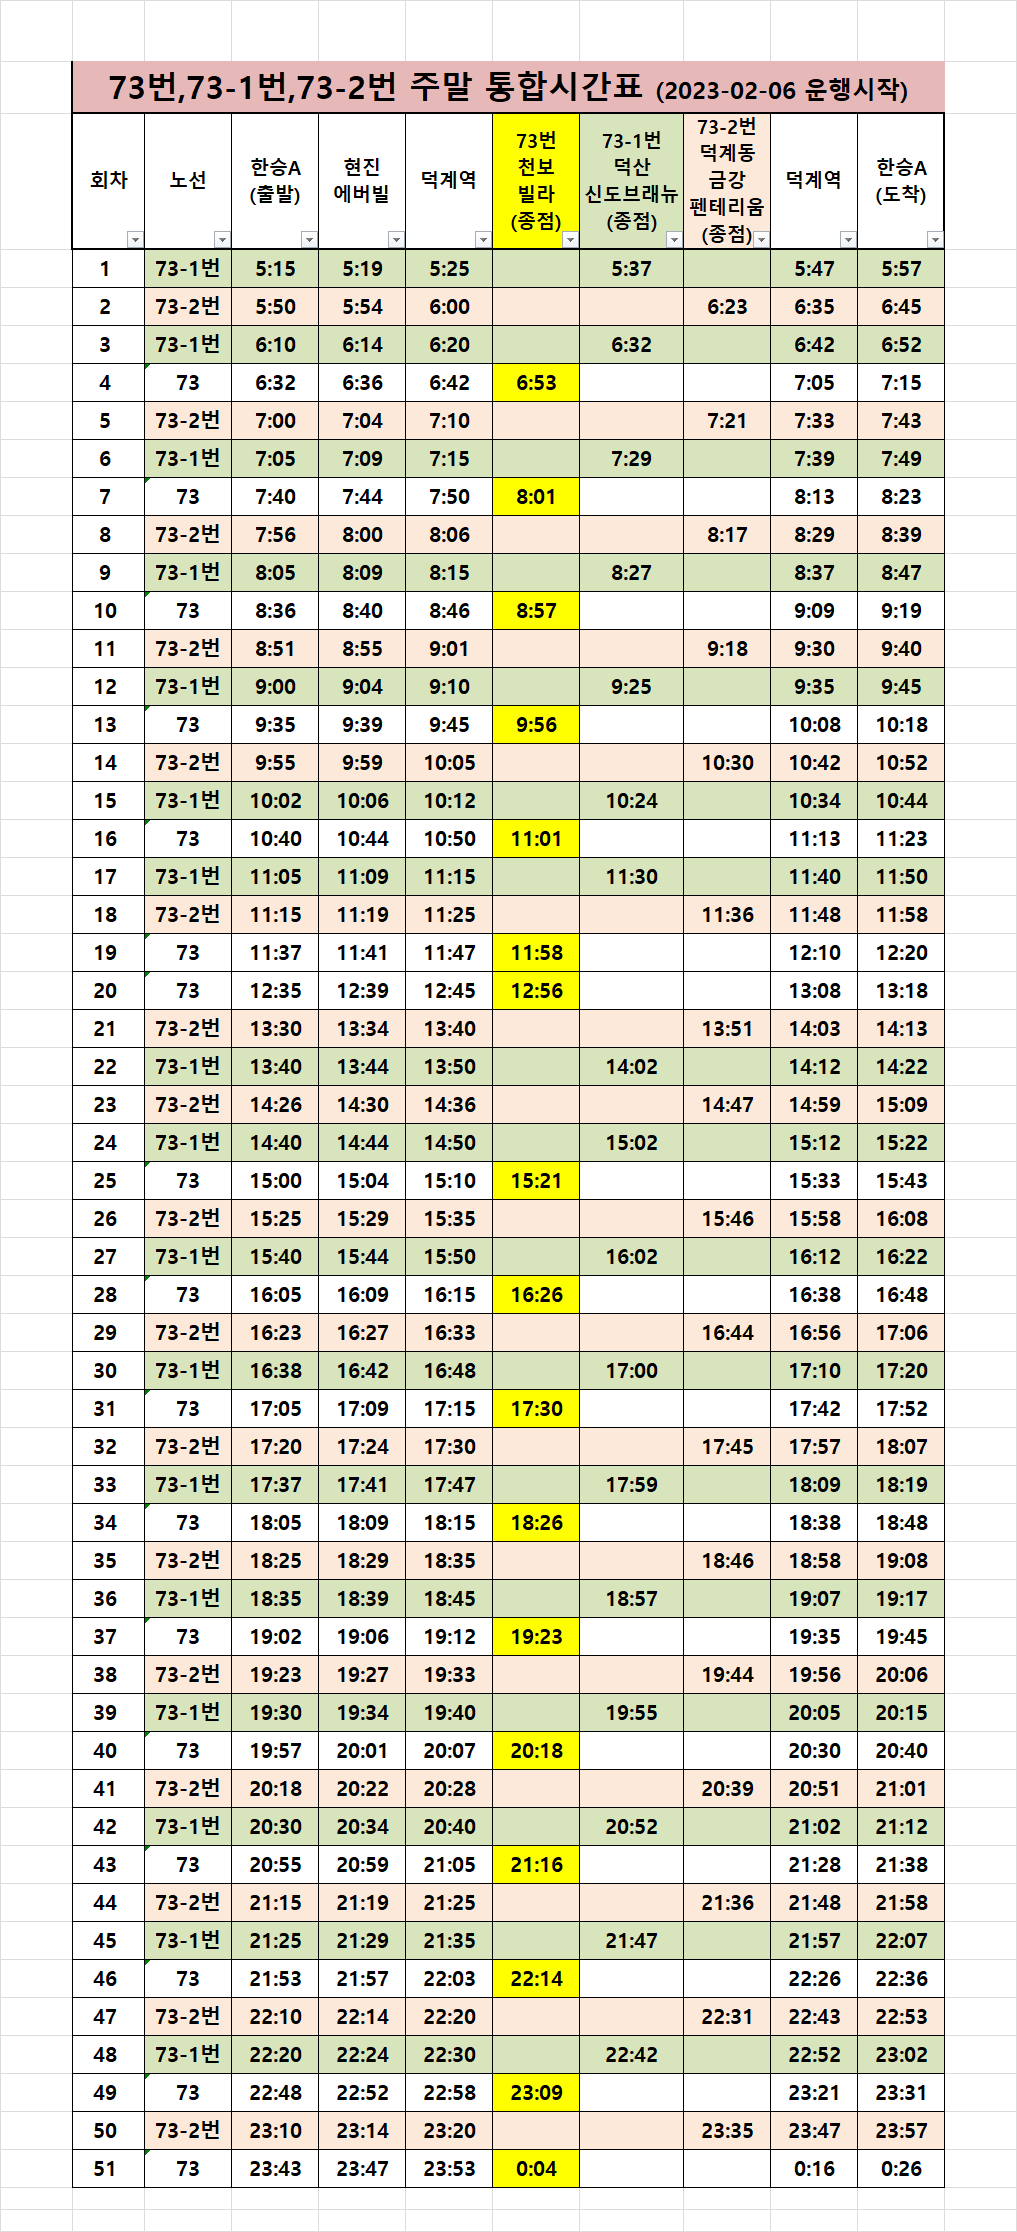 73번,73-1번,73-2번 주말 통합시간표 (2023-02-06 운행시작)
회차 노선 한승A (출발) 현진 에버빌 덕계역 73번 천보 빌라 (종점) 73-1번 덕산 신도브래뉴 (종점) 73-2번 덕계동 금강 펜테리움 (종점) 덕계역 한승A (도착)
1 73-1번 5:15 5:19 5:25 5:37 5:47 5:57
2 73-2번 5:50 5:54 6:00 6:23 6:35 6:45
3 73-1번 6:10 6:14 6:20 6:32 6:42 6:52
4 73 6:32 6:36 6:42 6:53 7:05 7:15
5 73-2번 7:00 7:04 7:10 7:21 7:33 7:43
6 73-1번 7:05 7:09 7:15 7:29 7:39 7:49
7 73 7:40 7:44 7:50 8:01 8:13 8:23
8 73-2번 7:56 8:00 8:06 8:17 8:29 8:39
9 73-1번 8:05 8:09 8:15 8:27 8:37 8:47
10 73 8:36 8:40 8:46 8:57 9:09 9:19
11 73-2번 8:51 8:55 9:01 9:18 9:30 9:40
12 73-1번 9:00 9:04 9:10 9:25 9:35 9:45
13 73 9:35 9:39 9:45 9:56 10:08 10:18
14 73-2번 9:55 9:59 10:05 10:30 10:42 10:52
15 73-1번 10:02 10:06 10:12 10:24 10:34 10:44
16 73 10:40 10:44 10:50 11:01 11:13 11:23
17 73-1번 11:05 11:09 11:15 11:30 11:40 11:50
18 73-2번 11:15 11:19 11:25 11:36 11:48 11:58
19 73 11:37 11:41 11:47 11:58 12:10 12:20
20 73 12:35 12:39 12:45 12:56 13:08 13:18
21 73-2번 13:30 13:34 13:40 13:51 14:03 14:13
22 73-1번 13:40 13:44 13:50 14:02 14:12 14:22
23 73-2번 14:26 14:30 14:36 14:47 14:59 15:09
24 73-1번 14:40 14:44 14:50 15:02 15:12 15:22
25 73 15:00 15:04 15:10 15:21 15:33 15:43
26 73-2번 15:25 15:29 15:35 15:46 15:58 16:08
27 73-1번 15:40 15:44 15:50 16:02 16:12 16:22
28 73 16:05 16:09 16:15 16:26 16:38 16:48
29 73-2번 16:23 16:27 16:33 16:44 16:56 17:06
30 73-1번 16:38 16:42 16:48 17:00 17:10 17:20
31 73 17:05 17:09 17:15 17:30 17:42 17:52
32 73-2번 17:20 17:24 17:30 17:45 17:57 18:07
33 73-1번 17:37 17:41 17:47 17:59 18:09 18:19
34 73 18:05 18:09 18:15 18:26 18:38 18:48
35 73-2번 18:25 18:29 18:35 18:46 18:58 19:08
36 73-1번 18:35 18:39 18:45 18:57 19:07 19:17
37 73 19:02 19:06 19:12 19:23 19:35 19:45
38 73-2번 19:23 19:27 19:33 19:44 19:56 20:06
39 73-1번 19:30 19:34 19:40 19:55 20:05 20:15
40 73 19:57 20:01 20:07 20:18 20:30 20:40
41 73-2번 20:18 20:22 20:28 20:39 20:51 21:01
42 73-1번 20:30 20:34 20:40 20:52 21:02 21:12
43 73 20:55 20:59 21:05 21:16 21:28 21:38
44 73-2번 21:15 21:19 21:25 21:36 21:48 21:58
45 73-1번 21:25 21:29 21:35 21:47 21:57 22:07
46 73 21:53 21:57 22:03 22:14 22:26 22:36
47 73-2번 22:10 22:14 22:20 22:31 22:43 22:53
48 73-1번 22:20 22:24 22:30 22:42 22:52 23:02
49 73 22:48 22:52 22:58 23:09 23:21 23:31
50 73-2번 23:10 23:14 23:20 23:35 23:47 23:57
51 73 23:43 23:47 23:53 0:04 0:16 0:26